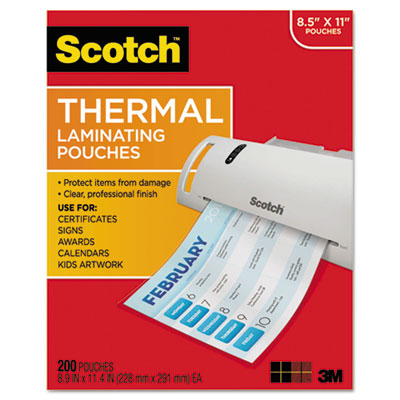 8.5" X 11"
POUCHES
Scotch
THERMAL
LAMINATING
POUCHES
• Protect items from damage
• Clear, professional finish
USE FOR:
CERTIFICATES
SIGNS
AWARDS
CALENDARS
KIDS ARTWORK
Scotch
FEBRUARY
20
6
7
8
9
10
FRIDAY
200 POUCHES
8.9 IN x 11.4 IN (228 mm x 291 mm) EA
3M